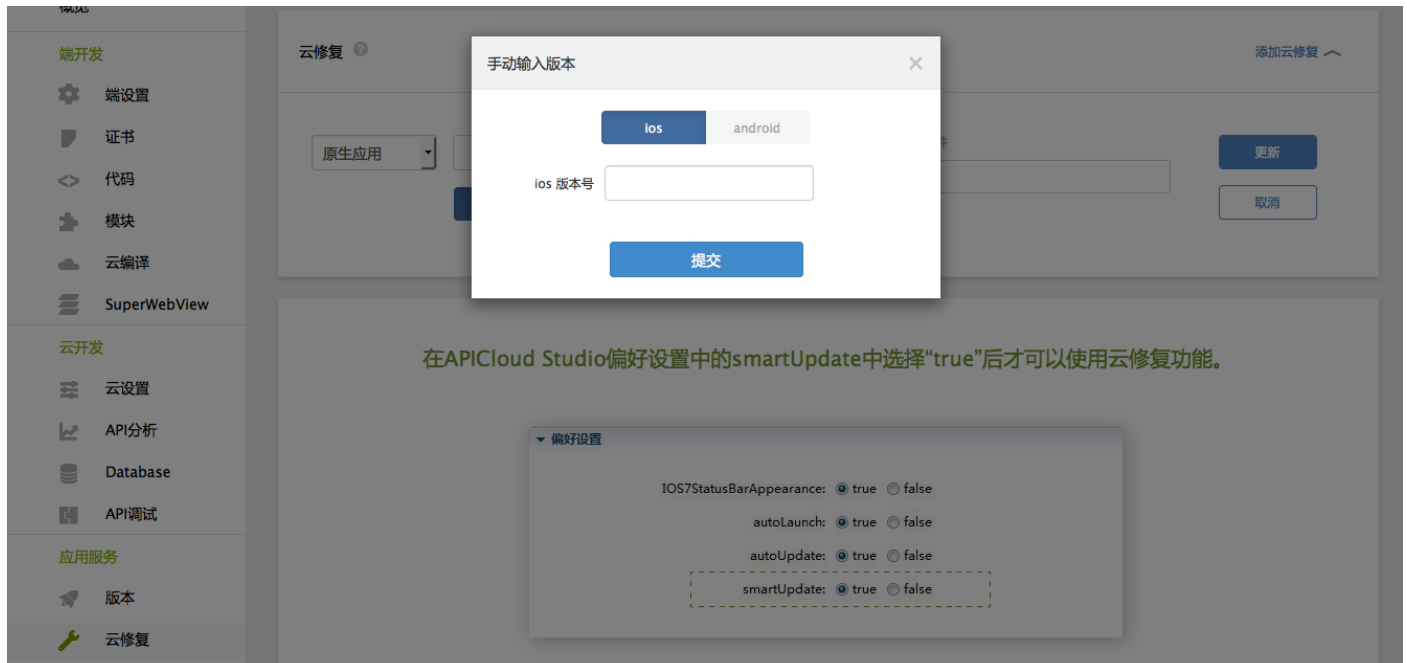 概览
端开发
端设置
证书
代码
模块
云编译
SuperWebView
云开发
云设置
API分析
Database
API调试
应用服务
版本
云修复
云修复
添加云修复
原生应用
件
更新
取消
手动输入版本
ios
android
ios 版本号
提交
在APICloud Studio偏好设置中的smartUpdate中选择“true”后才可以使用云修复功能。
偏好设置
IOS7StatusBarAppearance: true false
autoLaunch: true false
autoUpdate: true false
smartUpdate: true false